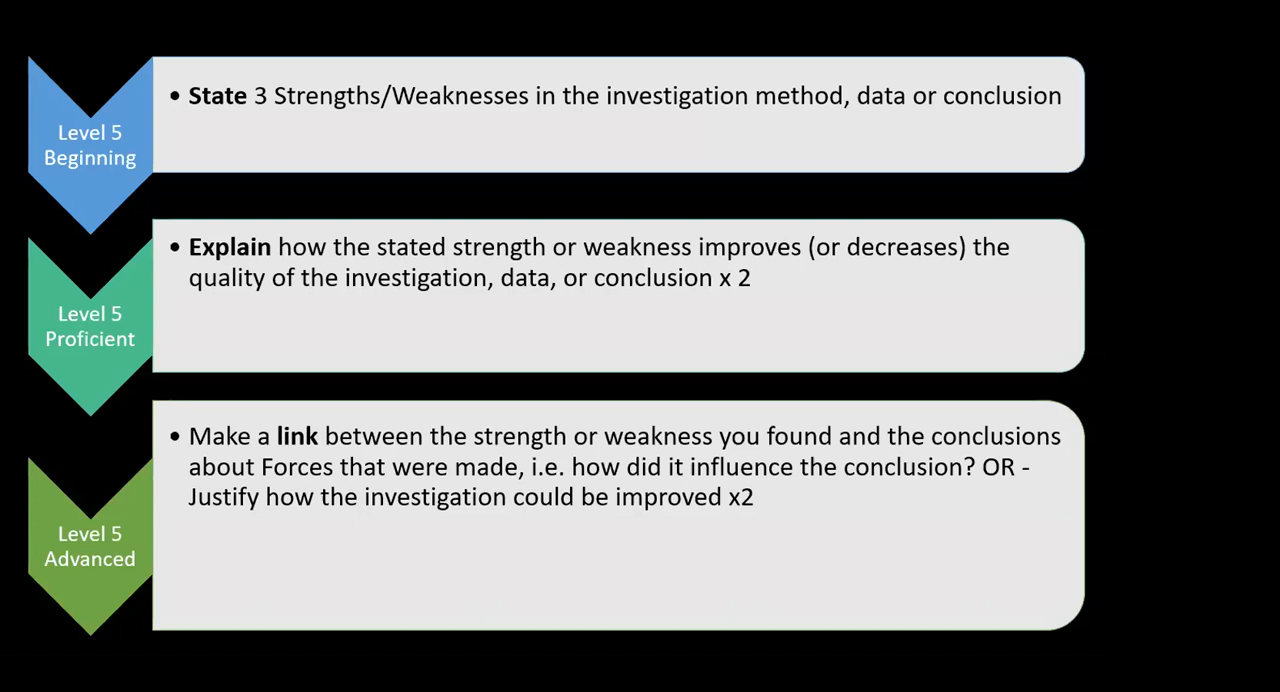 Level 5
Beginning
• State 3 Strengths/Weaknesses in the investigation method, data or conclusion
Level 5
Proficient
• Explain how the stated strength or weakness improves (or decreases) the
quality of the investigation, data, or conclusion x 2
Level 5
Advanced
• Make a link between the strength or weakness you found and the conclusions
about Forces that were made, i.e. how did it influence the conclusion? OR -
Justify how the investigation could be improved x2